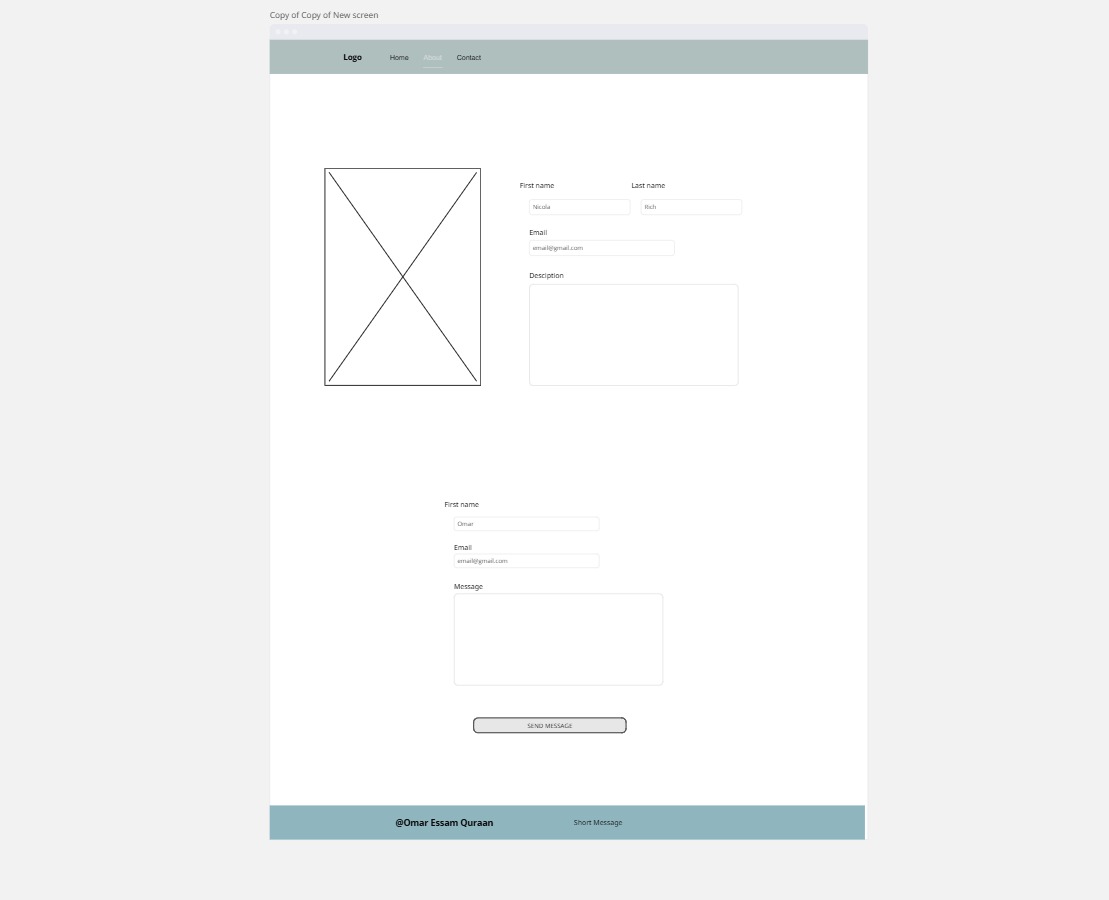 Copy of Copy of New screen
Logo Home About Contact
First name Last name
Nicola Rich
Email
email@gmail.com
Desciption
First name
Omar
Email
email@gmail.com
Message
SEND MESSAGE
@Omar Essam Quraan Short Message